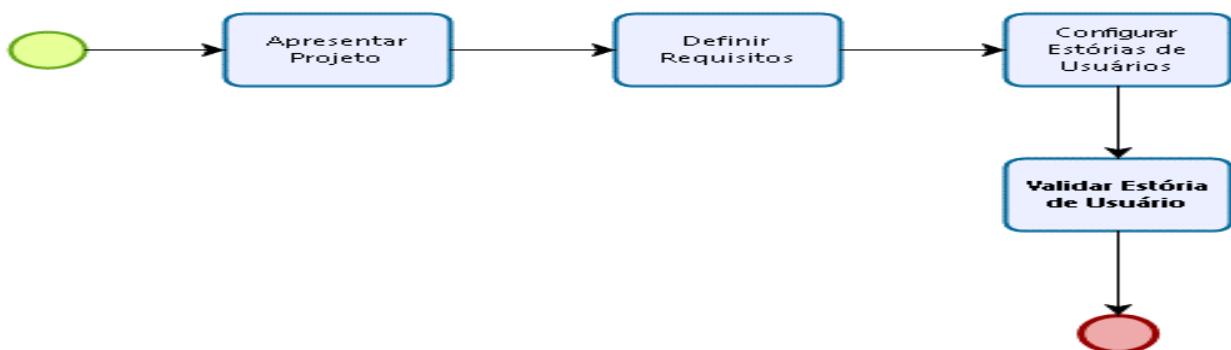 Apresentar
Projeto
Definir
Requisitos
Configurar
Estórias de
Usuários
Validar Estória
de Usuário